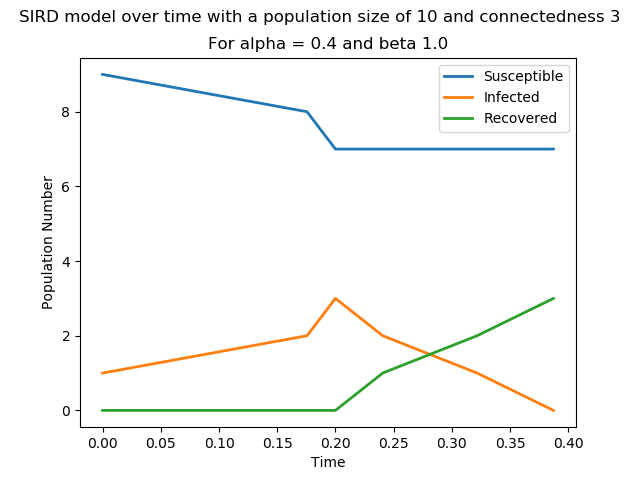 SIRD model over time with a population size of 10 and connectedness 3
For alpha = 0.4 and beta 1.0
Susceptible
Infected
Recovered
Population Number
8
6
4
2
0
0.00 0.05 0.10 0.15 0.20 0.25 0.30 0.35 0.40
Time